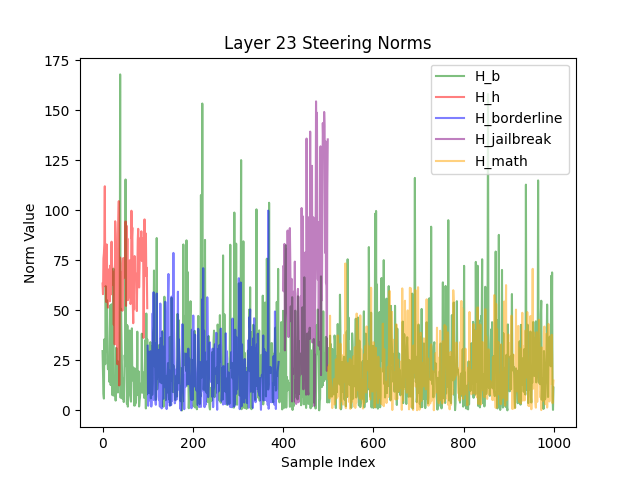 Layer 23 Steering Norms
Norm Value
175
150
125
100
75
50
25
0
H_b
H_h
H_borderline
H_jailbreak
H_math
0 200 400 600 800 1000
Sample Index